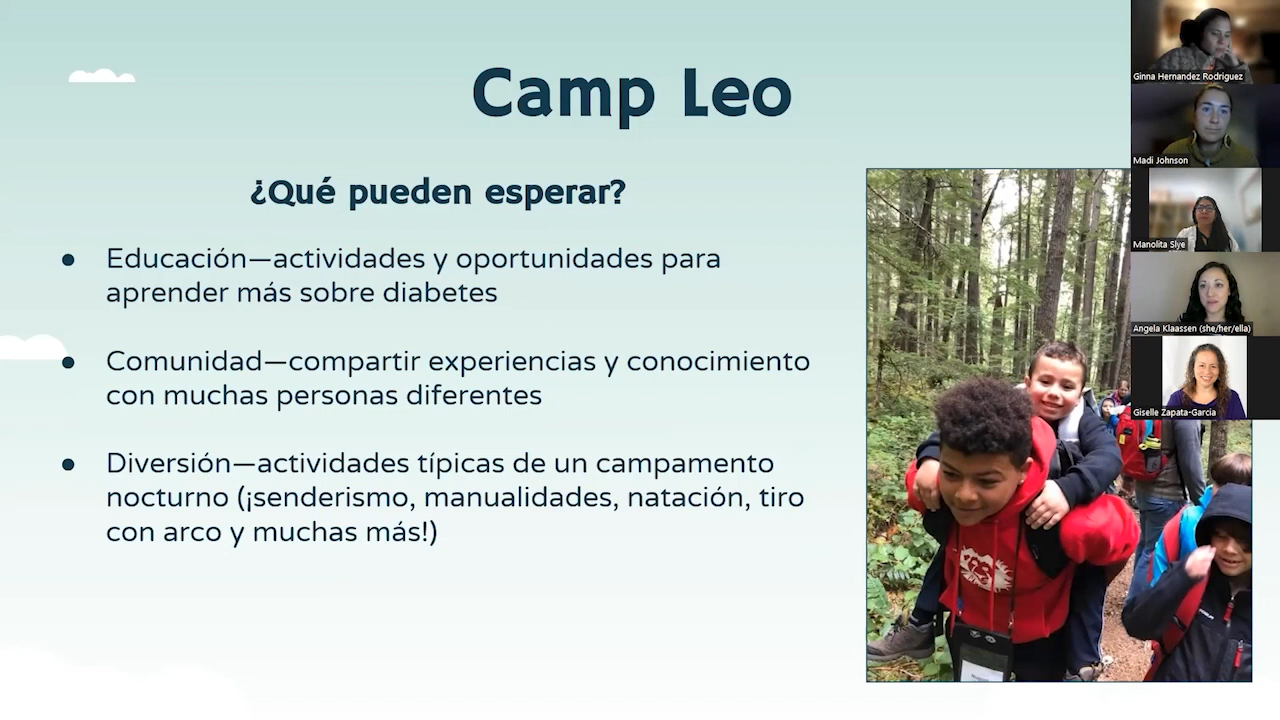 Camp Leo
¿Qué pueden esperar?
● Educación—actividades y oportunidades para
aprender más sobre diabetes
● Comunidad—compartir experiencias y conocimiento
con muchas personas diferentes
● Diversión—actividades típicas de un campamento
nocturno (¡senderismo, manualidades, natación, tiro
con arco y muchas más!)
Ginna Hernandez Rodriguez
Madi Johnson
Manolita Slye
Angela Klaassen (she/her/ella)
Giselle Zapata-Garcia